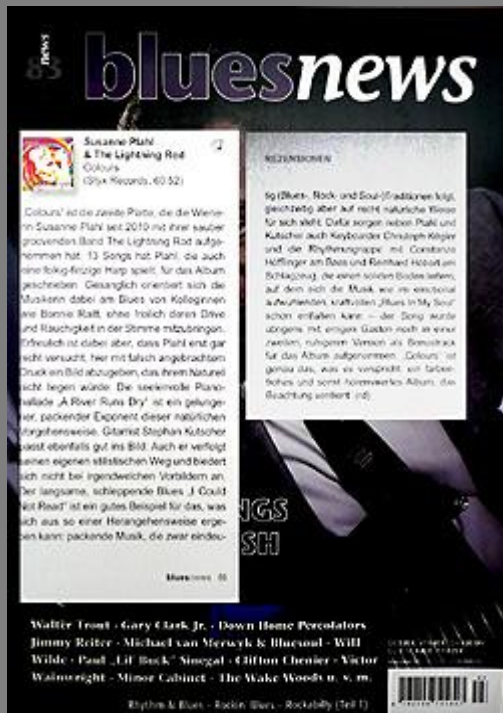 news
83
bluesnews
Susanne Plahl
& The Lightning Rod
Colours
(Styx Records, 60:52)
„Colours“ ist die zweite Platte, die die Wiene-
rin Susanne Plahl seit 2010 mit ihrer sauber
groovenden Band The Lightning Rod aufge-
nommen hat. 13 Songs hat Plahl, die auch
eine folkig-finzige Harp spielt, für das Album
geschrieben. Gesanglich orientiert sich die
Musikerin dabei am Blues von Kolleginnen
wie Bonnie Raitt, ohne freilich deren Drive
und Rauchigkeit in der Stimme mitzubringen.
Erfreulich ist dabei aber, dass Plahl erst gar
nicht versucht, hier mit falsch angebrachtem
Druck ein Bild abzugeben, das ihrem Naturell
nicht liegen würde. Die seelenvolle Piano-
ballade „A River Runs Dry“ ist ein gelunge-
ner, packender Exponent dieser natürlichen
Vorgehensweise. Gitarrist Stephan Kutscher
passt ebenfalls gut ins Bild. Auch er verfolgt
seinen eigenen stilistischen Weg und biedert
sich nicht bei irgendwelchen Vorbildern an.
Der langsame, schleppende Blues „I Could
Not Read“ ist ein gutes Beispiel für das, was
sich aus so einer Herangehensweise erge-
ben kann: packende Musik, die zwar eindeu-
bluesnews
REZENSIONEN
tig (Blues-, Rock- und Soul-)Traditionen folgt,
gleichzeitig aber auf recht natürliche Weise
für sich steht. Dafür sorgen neben Plahl und
Kutscher auch Keyboarder Christoph Kögler
und die Rhythmusgruppe mit Constanze
Höfflinger am Bass und Reinhard am
Schlagzeug, die einen soliden Boden liefern,
auf dem sich die Musik wie im emotional
aufwühlenden, kraftvollen „Blues In My Soul“
schön entfalten kann – der Song wurde
übrigens mit einigen Gästen noch in einer
zweiten, ruhigeren Version als Bonustrack
für das Album aufgenommen. „Colours“ ist
genau das, was es verspricht: ein farben-
frohes und somit hörenswertes Album, das
Beachtung verdient. (rd)
NGS
SH
Walter Trout · Gary Clark Jr. · Down Home Percolators
Jimmy Reiter · Michael van Merwyk & Bluesoul · Will
Wilde · Paul „Lil' Buck“ Sinegal · Clifton Chenier · Victor
Wainwright · Minor Cabinet · The Wake Woods u. v. m.
Rhythm & Blues · Rockin' Blues · Rockabilly (Teil 1)